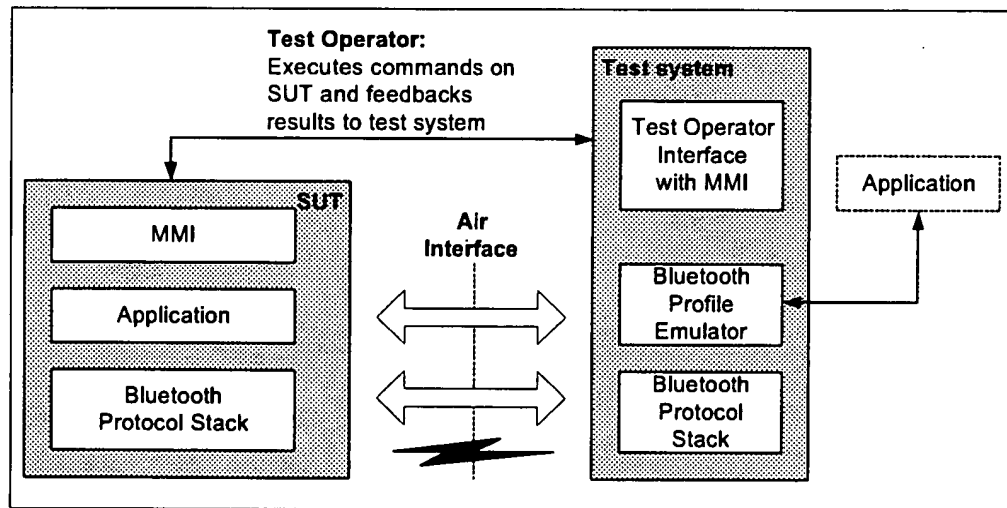 Test Operator:
Executes commands on
SUT and feedbacks
results to test system
Test system
Test Operator
Interface
with MMI
Application
SUT
MMI
Air
Interface
Application
Bluetooth
Profile
Emulator
Bluetooth
Protocol Stack
Bluetooth
Protocol
Stack